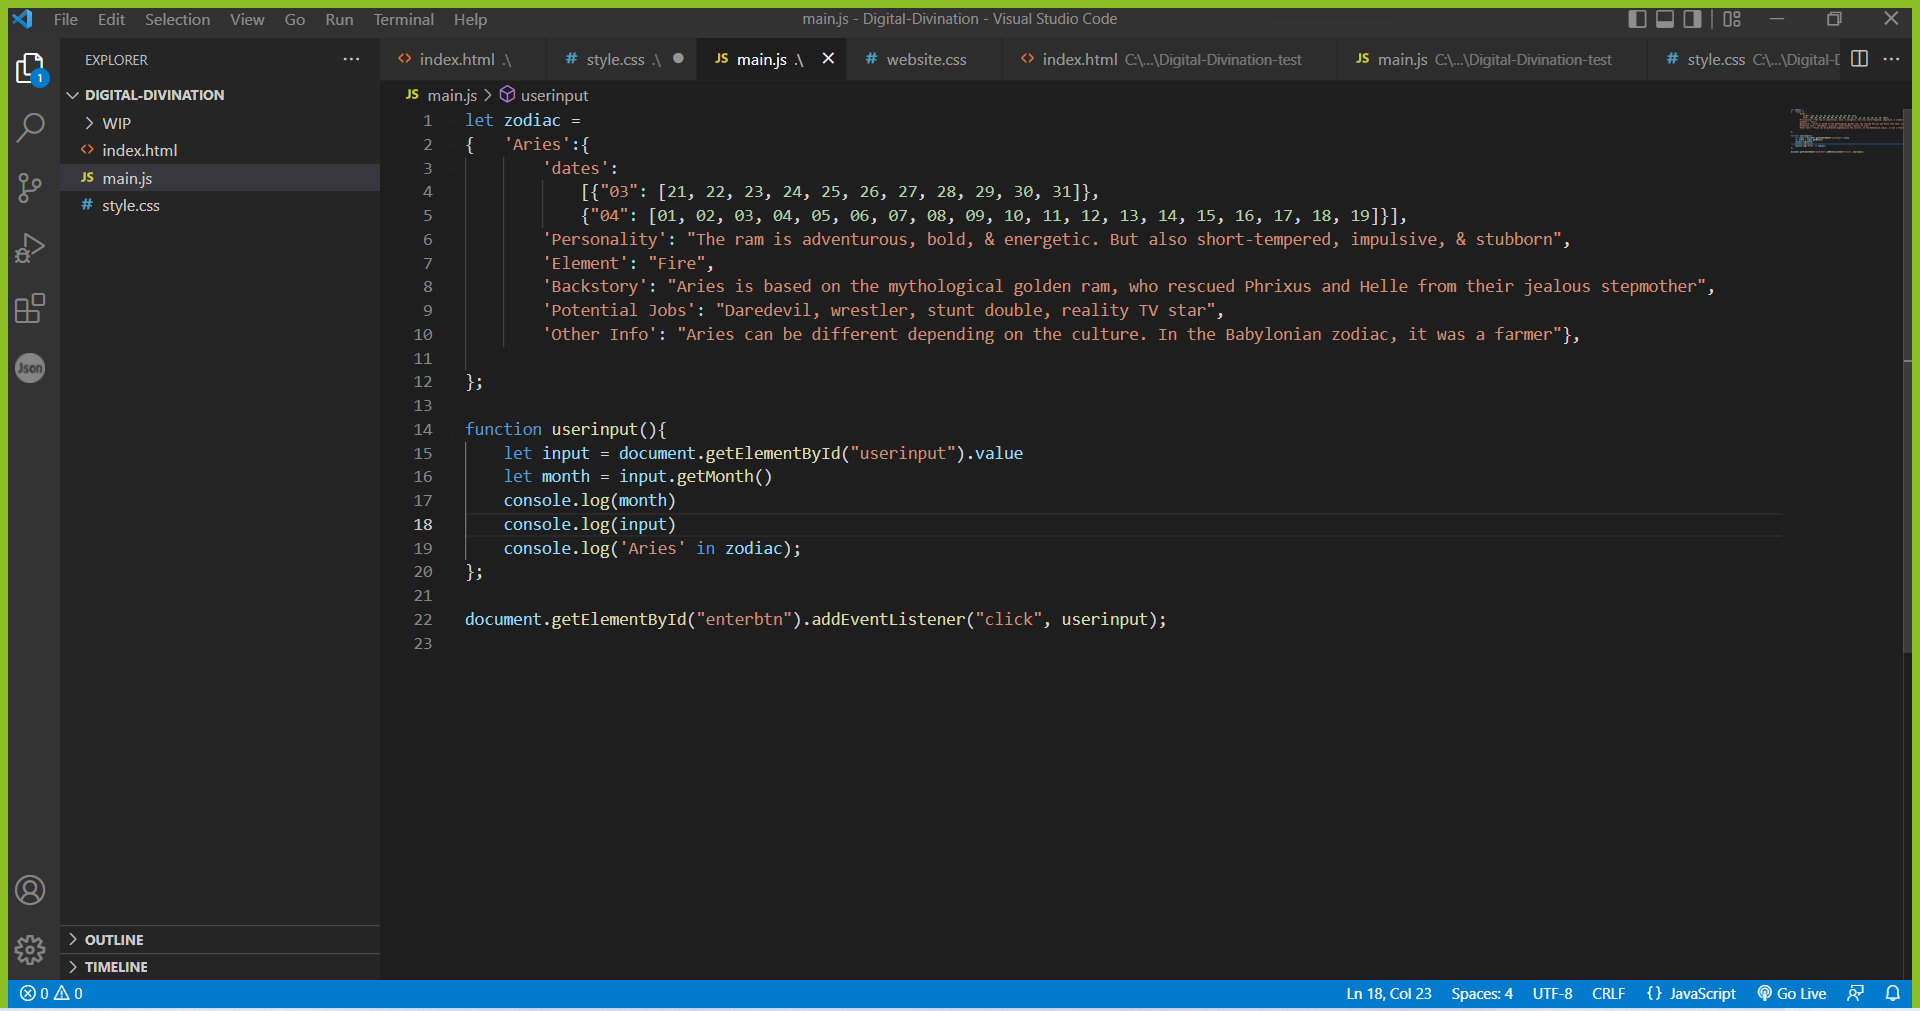 File Edit Selection View Go Run Terminal Help
main.js - Digital-Divination - Visual Studio Code
EXPLORER
1
DIGITAL-DIVINATION
WIP
<> index.html
JS main.js
# style.css
Json
OUTLINE
TIMELINE
<> index.html .\
# style.css .\
JS main.js .\
# website.css
<> index.html C:\...\Digital-Divination-test
JS main.js C:\...\Digital-Divination-test
# style.css C:\...\Digital-D
JS main.js > userinput
1 let zodiac =
2 {   'Aries':{
3         'dates':
4             [{"03": [21, 22, 23, 24, 25, 26, 27, 28, 29, 30, 31]},
5             {"04": [01, 02, 03, 04, 05, 06, 07, 08, 09, 10, 11, 12, 13, 14, 15, 16, 17, 18, 19]}],
6         'Personality': "The ram is adventurous, bold, & energetic. But also short-tempered, impulsive, & stubborn",
7         'Element': "Fire",
8         'Backstory': "Aries is based on the mythological golden ram, who rescued Phrixus and Helle from their jealous stepmother",
9         'Potential Jobs': "Daredevil, wrestler, stunt double, reality TV star",
10         'Other Info': "Aries can be different depending on the culture. In the Babylonian zodiac, it was a farmer"},
11
12 };
13
14 function userinput(){
15     let input = document.getElementById("userinput").value
16     let month = input.getMonth()
17     console.log(month)
18     console.log(input)
19     console.log('Aries' in zodiac);
20 };
21
22 document.getElementById("enterbtn").addEventListener("click", userinput);
23
0 0
Ln 18, Col 23 Spaces: 4 UTF-8 CRLF {} JavaScript Go Live